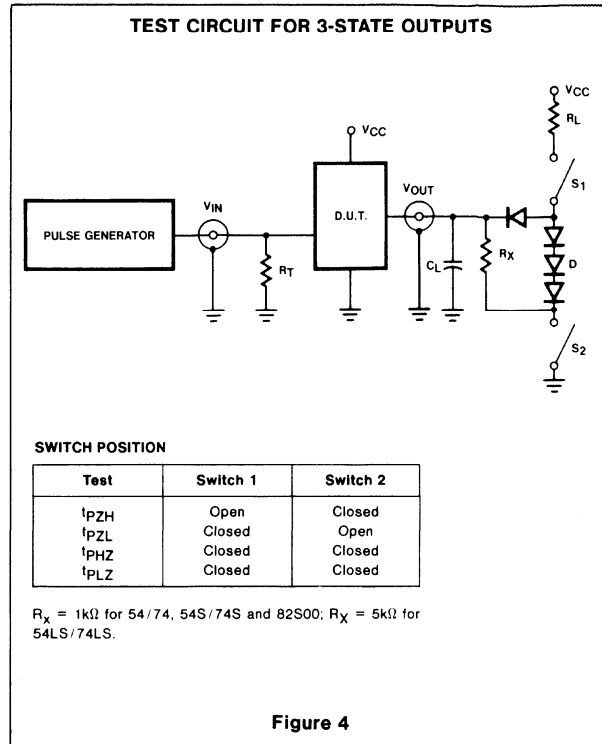 TEST CIRCUIT FOR 3-STATE OUTPUTS
VCC
RL
S1
VCC
VIN
VOUT
PULSE GENERATOR
D.U.T.
RT
CL
RX
D
S2
SWITCH POSITION
Test Switch 1 Switch 2
tPZH Open Closed
tPZL Closed Open
tPHZ Closed Closed
tPLZ Closed Closed
Rx = 1kΩ for 54/74, 54S/74S and 82S00; RX = 5kΩ for
54LS/74LS.
Figure 4